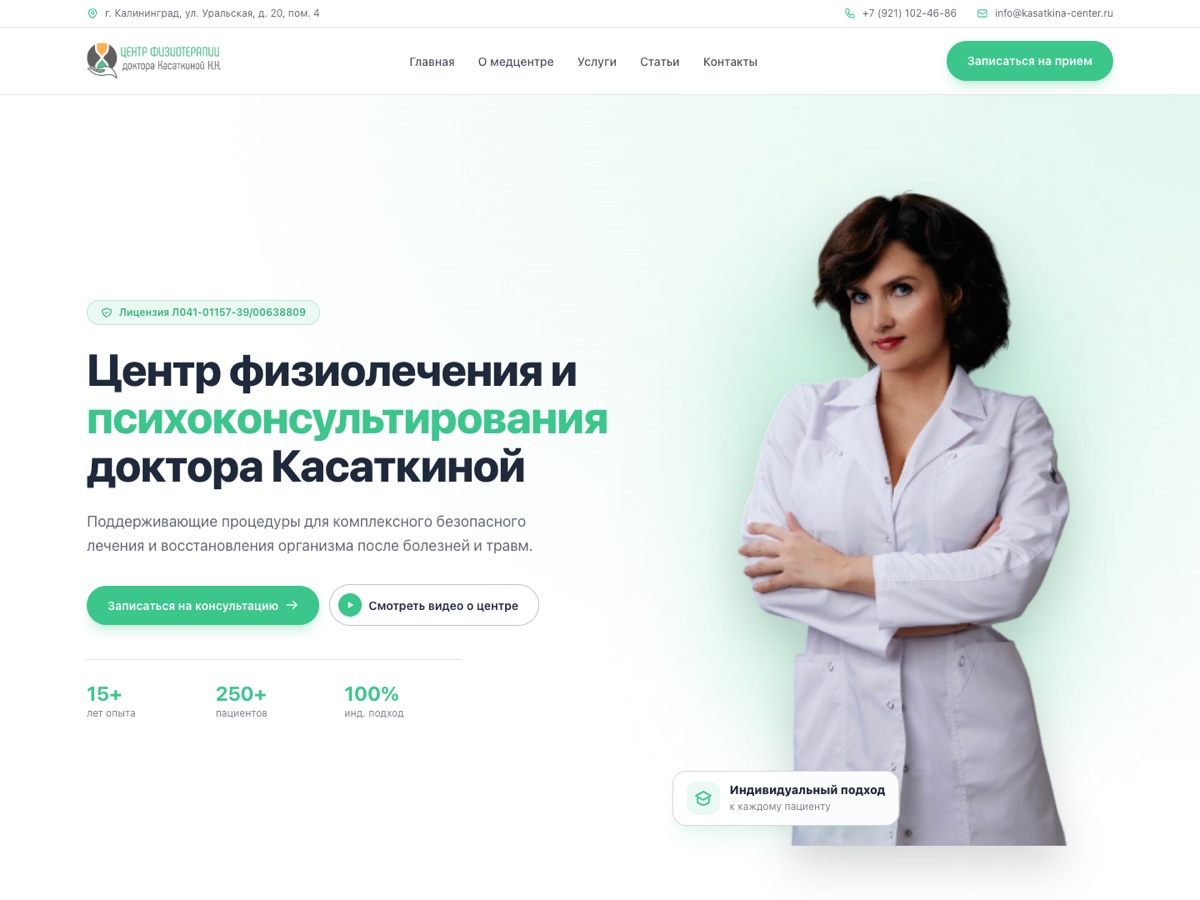 г. Калининград, ул. Уральская, д. 20, пом. 4
+7 (921) 102-46-86
info@kasatkina-center.ru
ЦЕНТР ФИЗИОТЕРАПИИ
доктора Касаткиной Н.Н.
Главная
О медцентре
Услуги
Статьи
Контакты
Записаться на прием
Лицензия Л041-01157-39/00638809
Центр физиолечения и
психоконсультирования
доктора Касаткиной
Поддерживающие процедуры для комплексного безопасного
лечения и восстановления организма после болезней и травм.
Записаться на консультацию
Смотреть видео о центре
15+
лет опыта
250+
пациентов
100%
инд. подход
Индивидуальный подход
к каждому пациенту